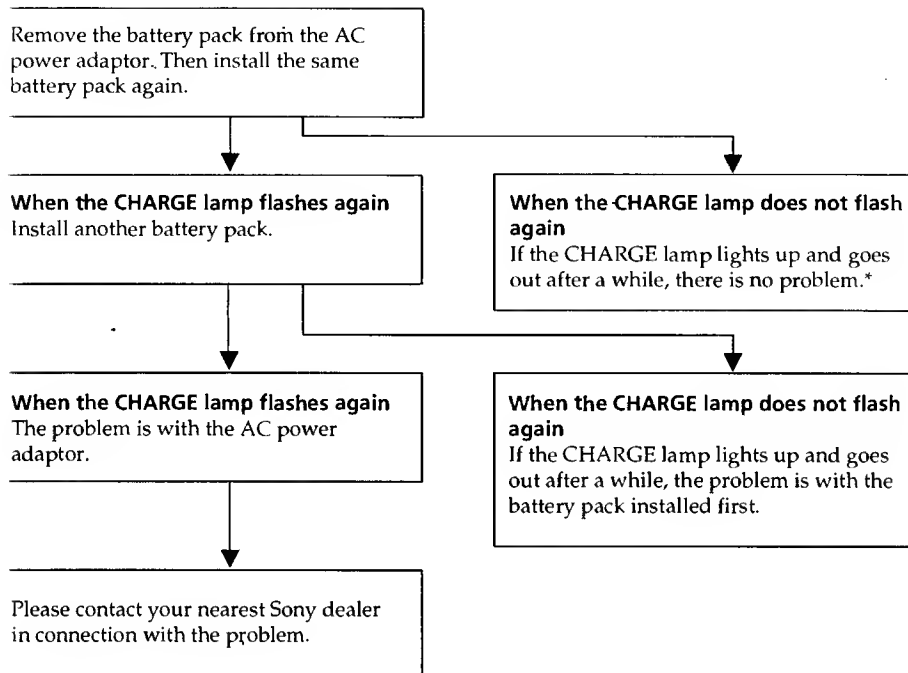 Remove the battery pack from the AC
power adaptor. Then install the same
battery pack again.
When the CHARGE lamp flashes again
Install another battery pack.
When the CHARGE lamp does not flash
again
If the CHARGE lamp lights up and goes
out after a while, there is no problem.*
When the CHARGE lamp flashes again
The problem is with the AC power
adaptor.
When the CHARGE lamp does not flash
again
If the CHARGE lamp lights up and goes
out after a while, the problem is with the
battery pack installed first.
Please contact your nearest Sony dealer
in connection with the problem.